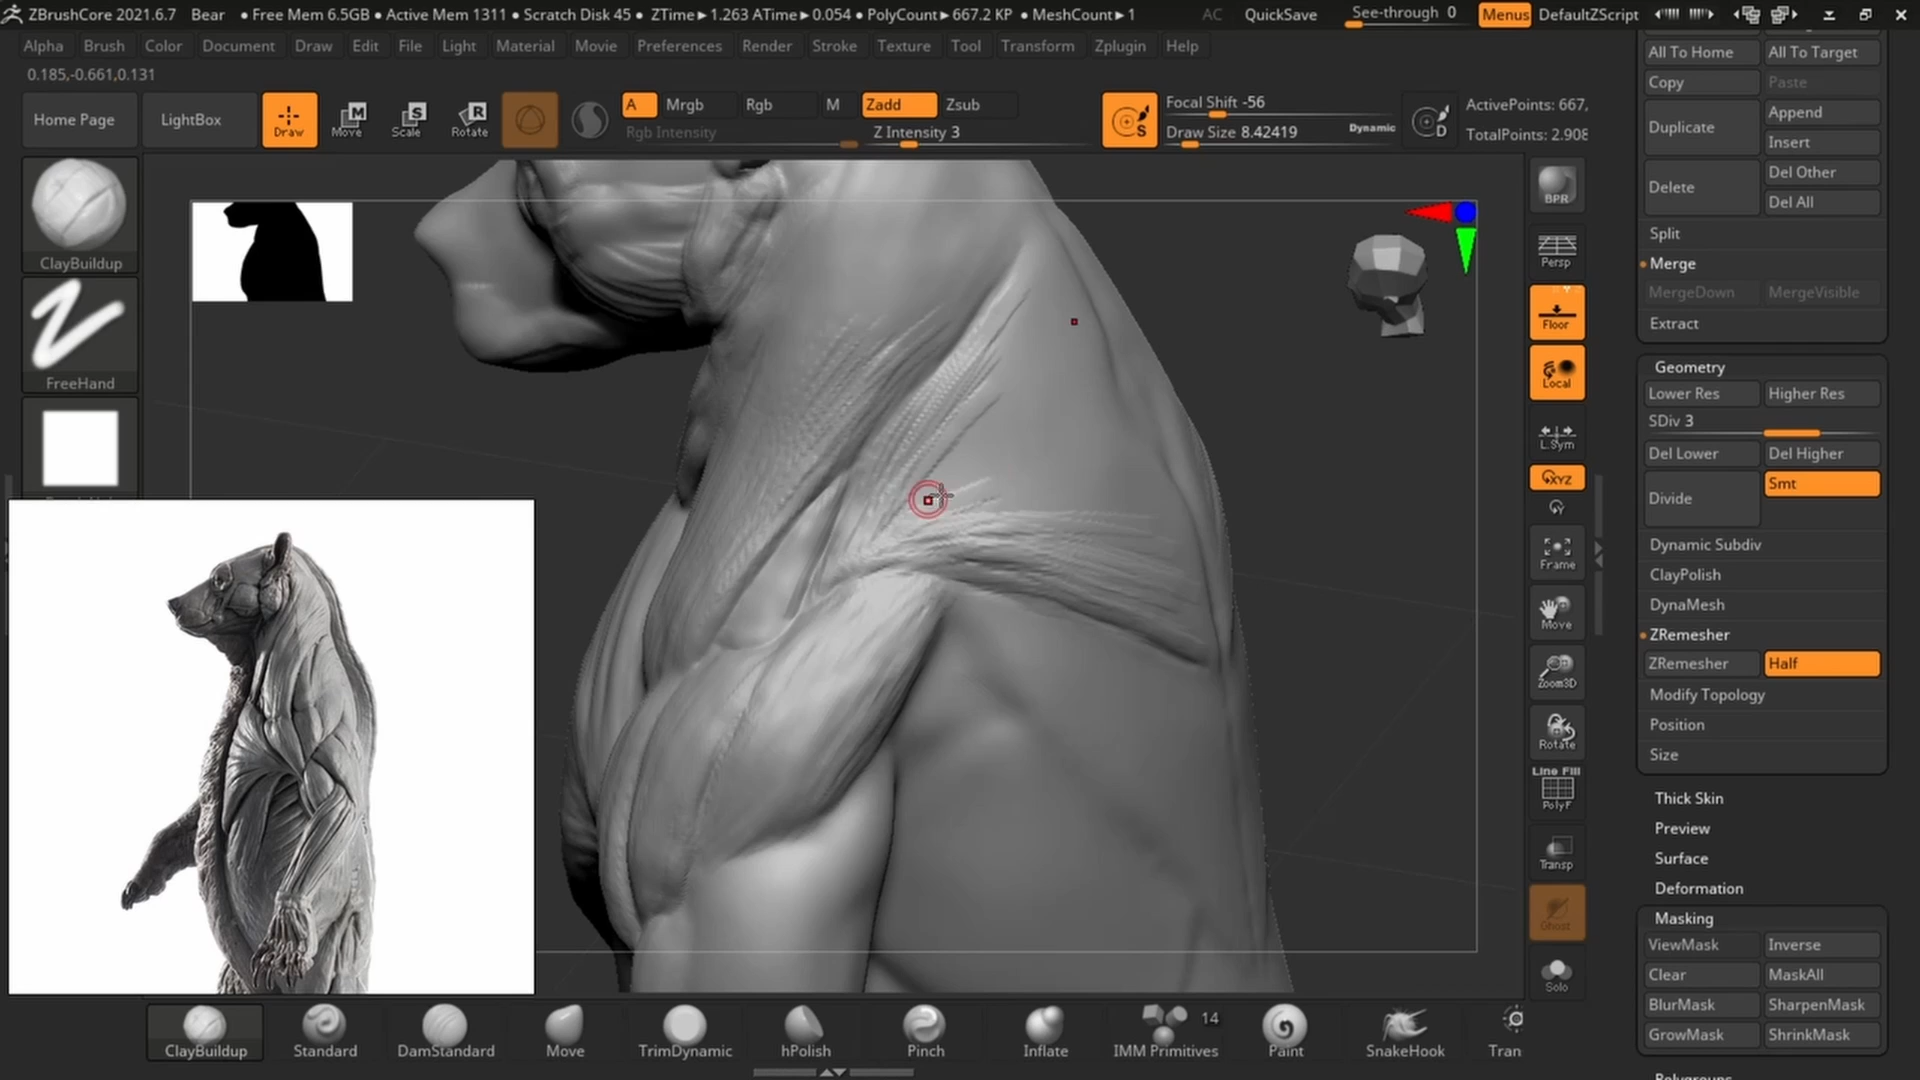 ZBrushCore 2021.6.7 Bear • Free Mem 6.5GB • Active Mem 1311 • Scratch Disk 45 • ZTime▶1.263 ATime▶0.054 • PolyCount▶667.2 KP • MeshCount▶1 AC QuickSave See-through 0 Menus DefaultZScript
Alpha Brush Color Document Draw Edit File Light Material Movie Preferences Render Stroke Texture Tool Transform Zplugin Help
0.185,-0.661,0.131
Home Page LightBox Draw Move Scale Rotate
A Mrgb Rgb M Zadd Zsub
Rgb Intensity Z Intensity 3
Focal Shift -56
Draw Size 8.42419 Dynamic
S D
ActivePoints: 667,
TotalPoints: 2.908
ClayBuildup
FreeHand
BPR
Persp
Floor
Local
L.Sym
XYZ
Y
Frame
Move
Zoom3D
Rotate
Line Fill
PolyF
Transp
Ghost
Solo
All To Home All To Target
Copy Paste
Duplicate Append
Insert
Delete Del Other
Del All
Split
Merge
MergeDown MergeVisible
Extract
Geometry
Lower Res Higher Res
SDiv 3
Del Lower Del Higher
Divide Smt
Dynamic Subdiv
ClayPolish
DynaMesh
ZRemesher
ZRemesher Half
Modify Topology
Position
Size
Thick Skin
Preview
Surface
Deformation
Masking
ViewMask Inverse
Clear MaskAll
BlurMask SharpenMask
GrowMask ShrinkMask
Polygroups
14
ClayBuildup Standard DamStandard Move TrimDynamic hPolish Pinch Inflate IMM Primitives Paint SnakeHook Tran